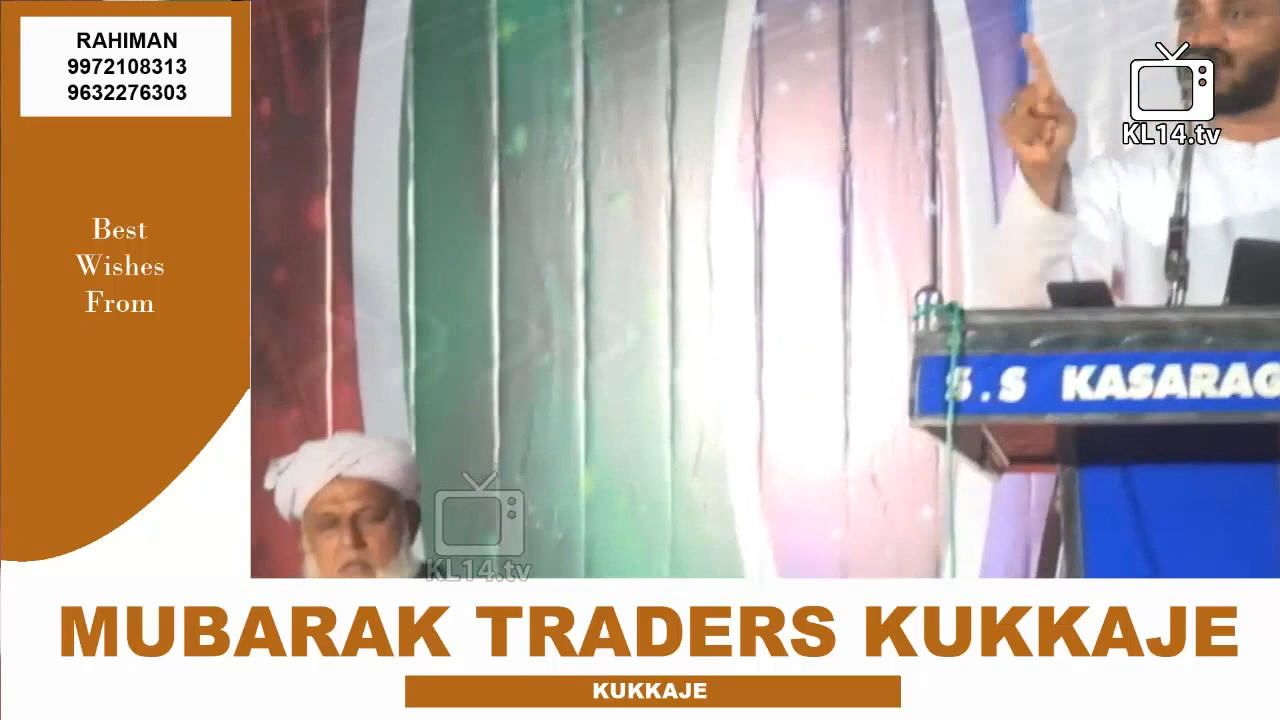 RAHIMAN
9972108313
9632276303
Best
Wishes
From
KL14.tv
S.S KASARAG
KL14.tv
MUBARAK TRADERS KUKKAJE
KUKKAJE